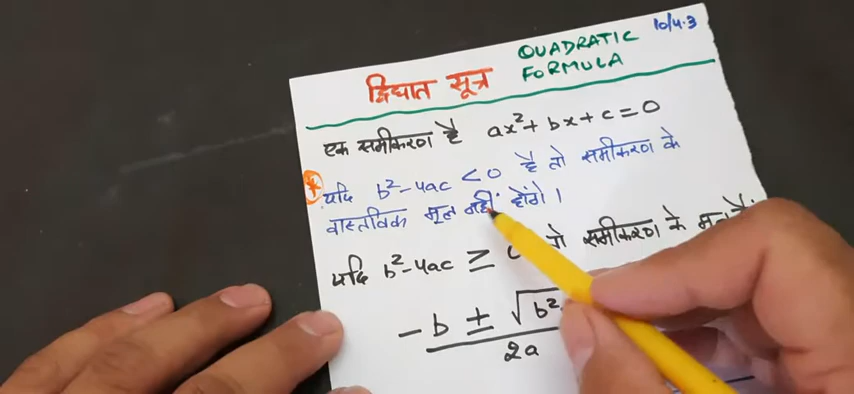 द्विघात सूत्र QUADRATIC FORMULA 10/4.3
एक समीकरण है ax²+bx+c=0
* यदि b²-4ac <0 है तो समीकरण के
वास्तविक मूल नहीं होंगे ।
यदि b²-4ac ≥ तो समीकरण के मूल हैं
-b ± √b²
2a